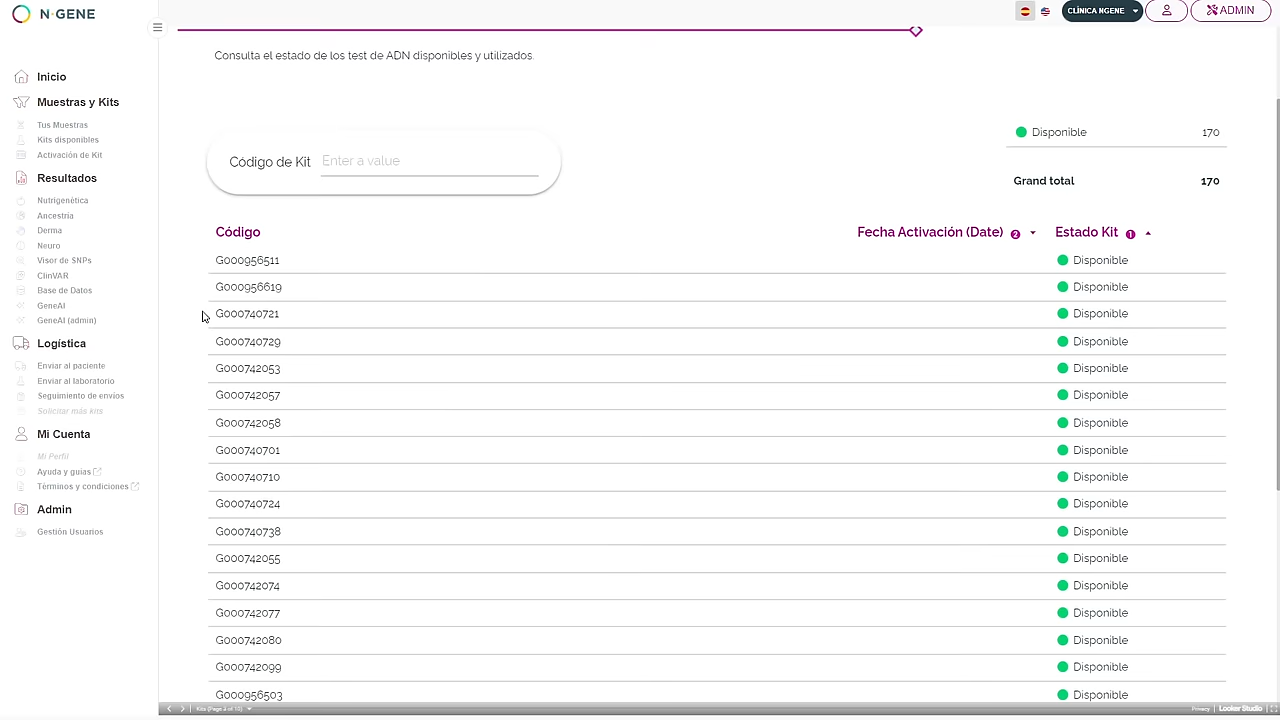 N·GENE
CLÍNICA NGENE
ADMIN
Inicio
Muestras y Kits
Tus Muestras
Kits disponibles
Activación de Kit
Resultados
Nutrigenética
Ancestría
Derma
Neuro
Visor de SNPs
ClinVAR
Base de Datos
GeneAI
GeneAI (admin)
Logística
Enviar al paciente
Enviar al laboratorio
Seguimiento de envíos
Solicitar más kits
Mi Cuenta
Mi Perfil
Ayuda y guías
Términos y condiciones
Admin
Gestión Usuarios
Consulta el estado de los test de ADN disponibles y utilizados.
Código de Kit Enter a value
Disponible 170
Grand total 170
Código Fecha Activación (Date) 2 Estado Kit 1
G000956511 Disponible
G000956619 Disponible
G000740721 Disponible
G000740729 Disponible
G000742053 Disponible
G000742057 Disponible
G000742058 Disponible
G000740701 Disponible
G000740710 Disponible
G000740724 Disponible
G000740738 Disponible
G000742055 Disponible
G000742074 Disponible
G000742077 Disponible
G000742080 Disponible
G000742099 Disponible
G000956503 Disponible
Privacy Looker Studio